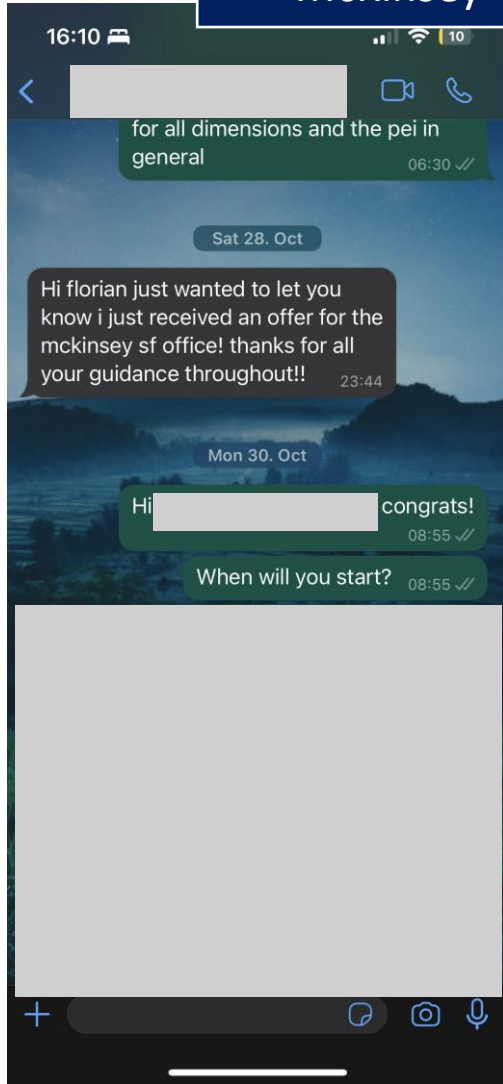 16:10
10
for all dimensions and the pei in
general
06:30
Sat 28. Oct
Hi florian just wanted to let you
know i just received an offer for the
mckinsey sf office! thanks for all
your guidance throughout!!
23:44
Mon 30. Oct
Hi congrats!
08:55
When will you start? 08:55